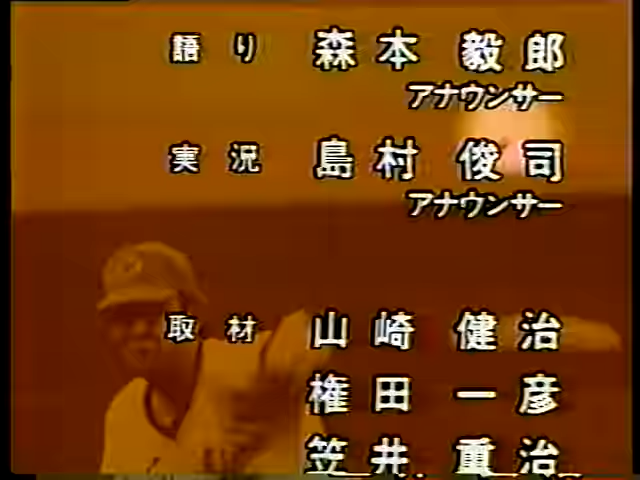 語り 森本 毅郎
アナウンサー
実況 島村 俊司
アナウンサー
取材 山崎 健治
権田 一彦
笠井 重治